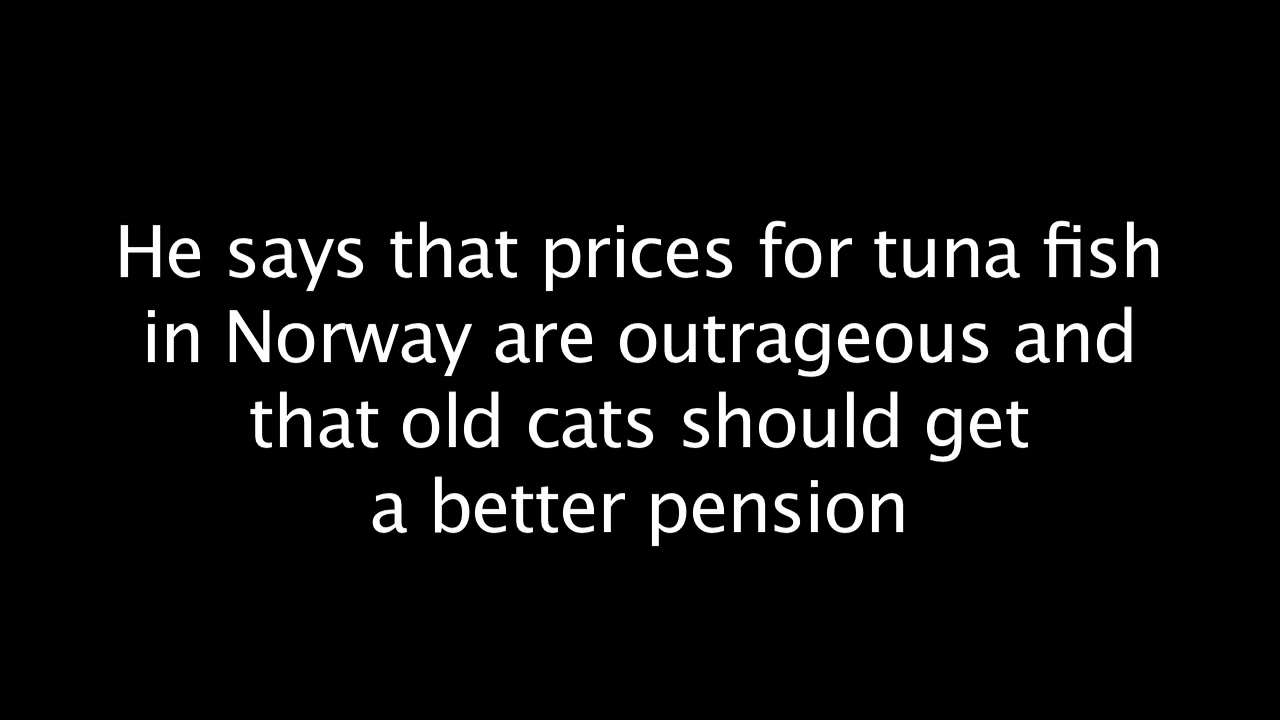 He says that prices for tuna fish
in Norway are outrageous and
that old cats should get
a better pension